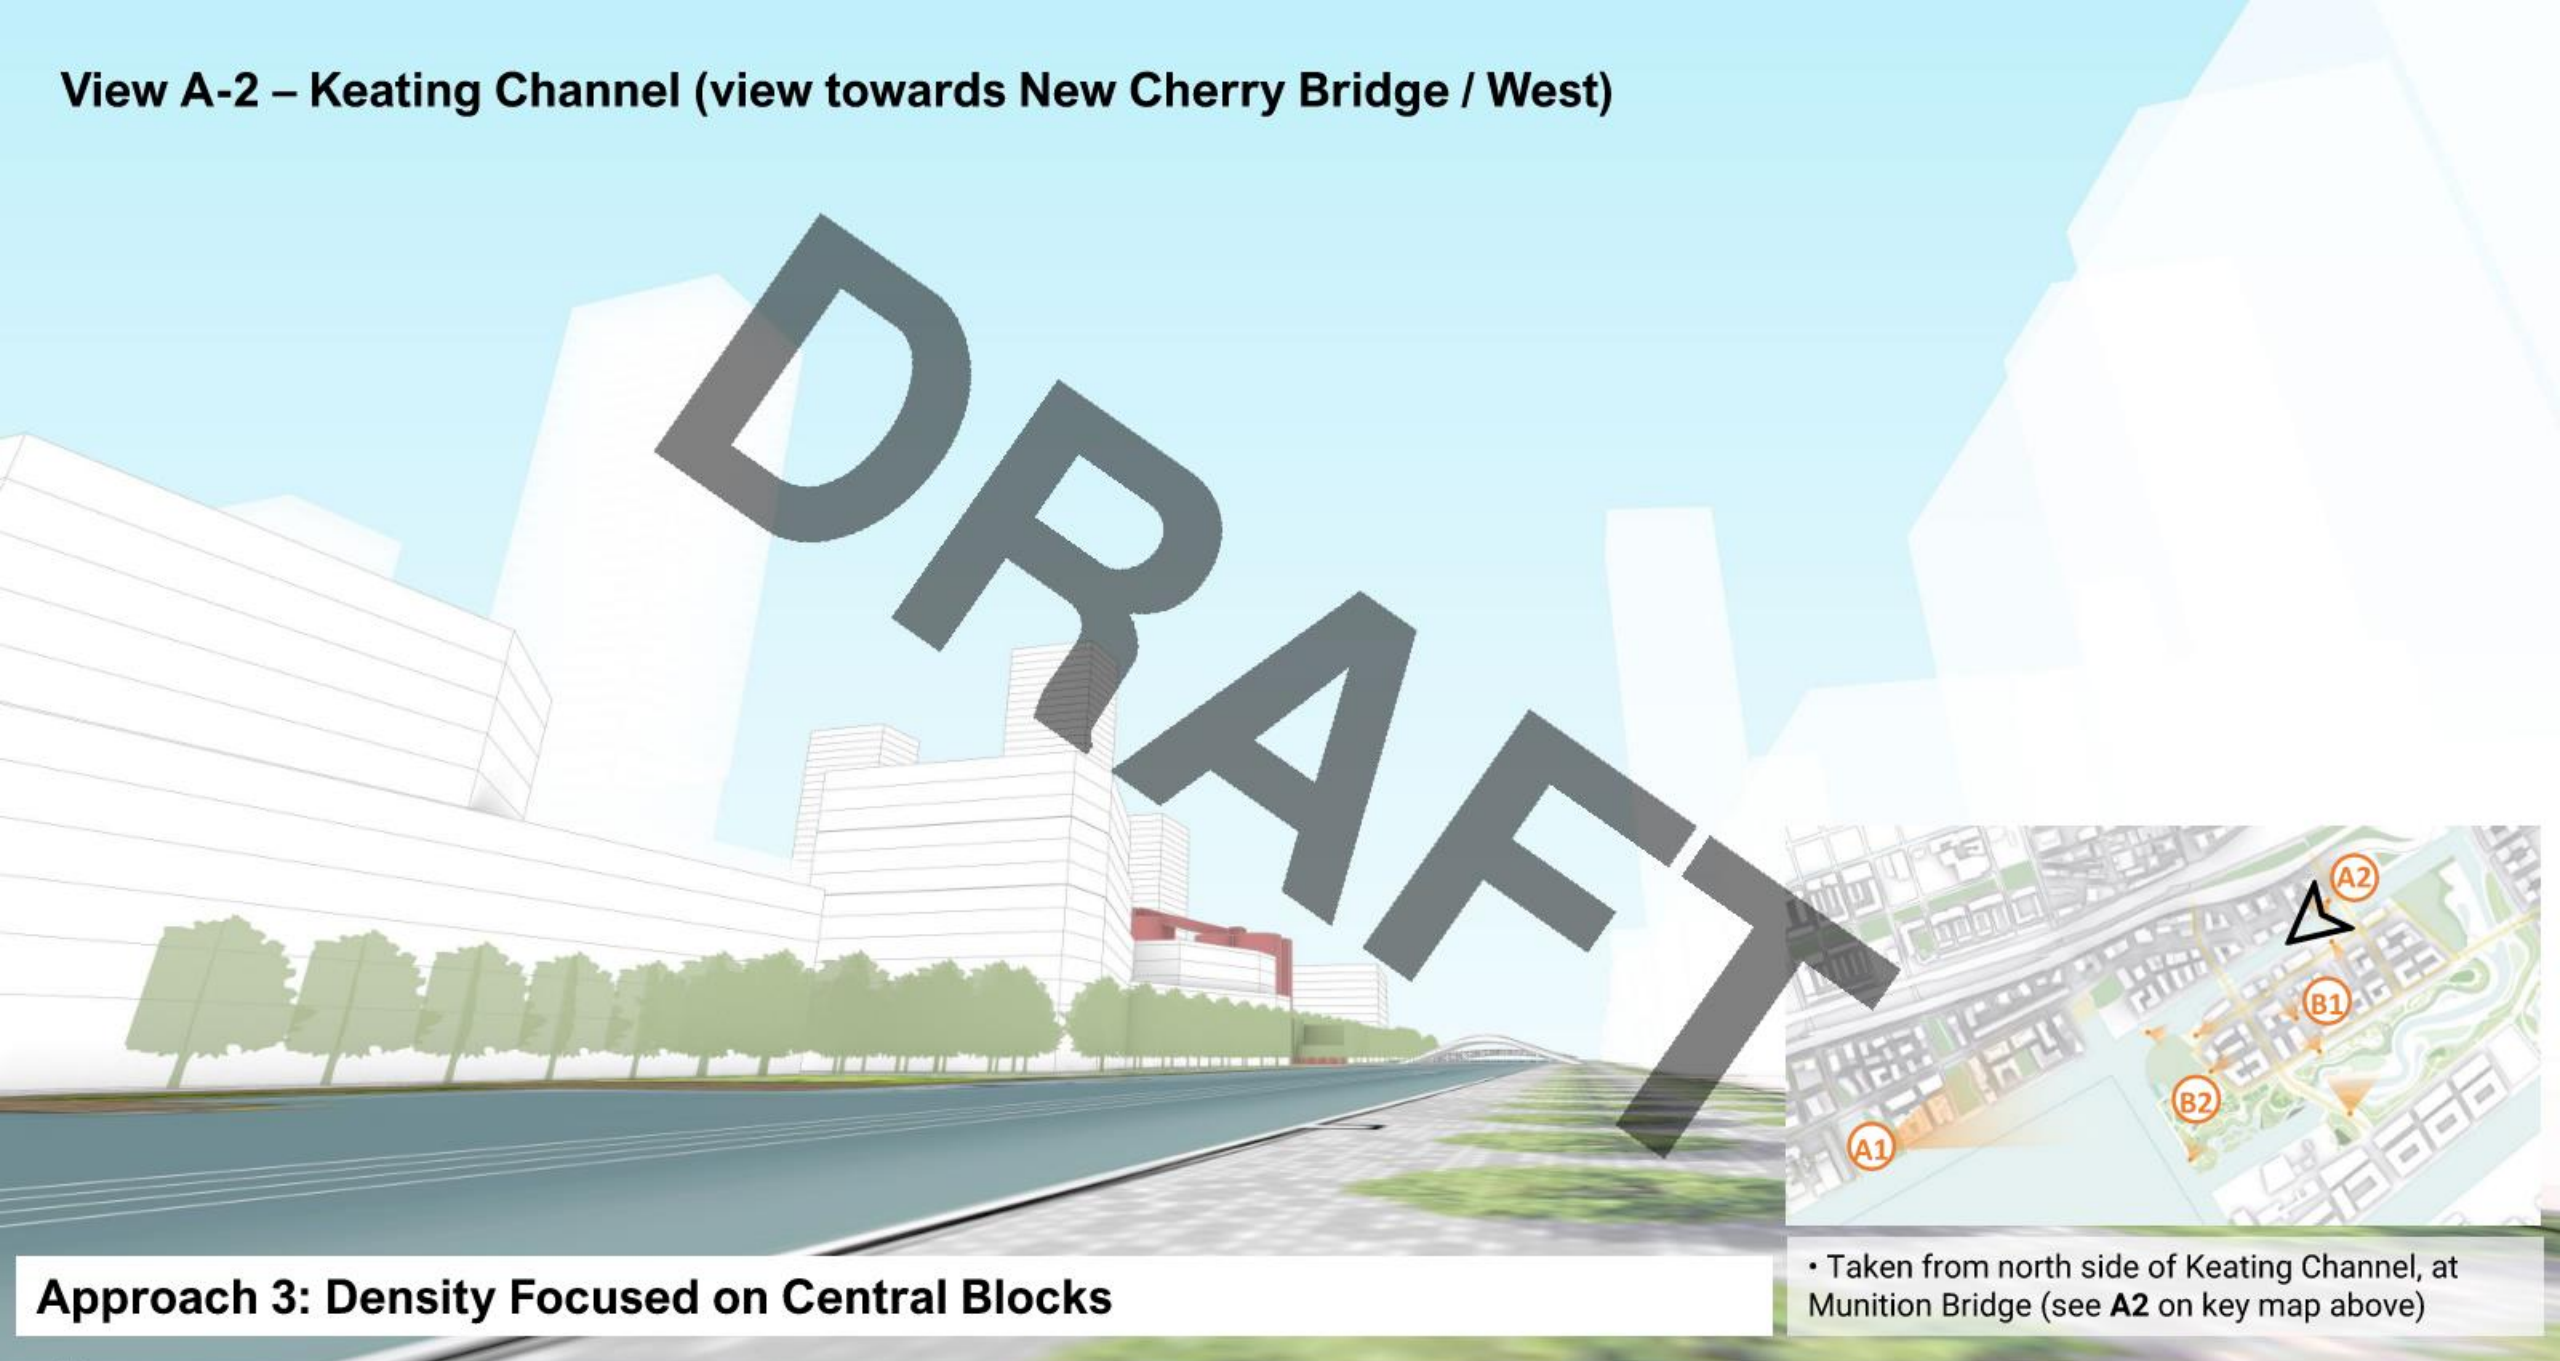 View A-2 – Keating Channel (view towards New Cherry Bridge / West)
DRAFT
A2
B1
B2
A1
Approach 3: Density Focused on Central Blocks
• Taken from north side of Keating Channel, at
Munition Bridge (see A2 on key map above)